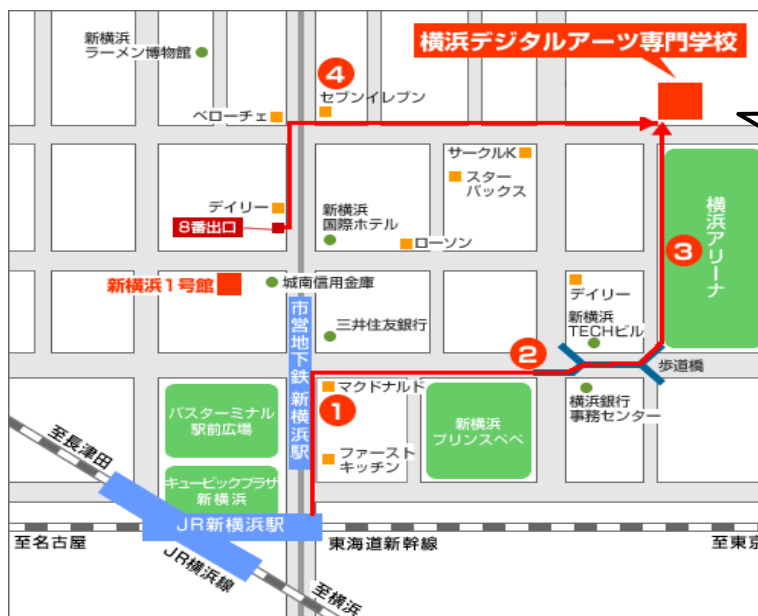 新横浜
ラーメン博物館
横浜デジタルアーツ専門学校
4
セブンイレブン
ベローチェ
サークルK
スター
バックス
デイリー
8番出口
新横浜
国際ホテル
ローソン
横浜アリーナ
3
新横浜1号館
城南信用金庫
デイリー
市営地下鉄 新横浜駅
三井住友銀行
新横浜
TECHビル
2
歩道橋
1
マクドナルド
横浜銀行
事務センター
バスターミナル
駅前広場
新横浜
プリンスペペ
ファースト
キッチン
至長津田
キュービックプラザ
新横浜
JR新横浜駅
至名古屋
東海道新幹線
至東京
JR横浜線
至横浜